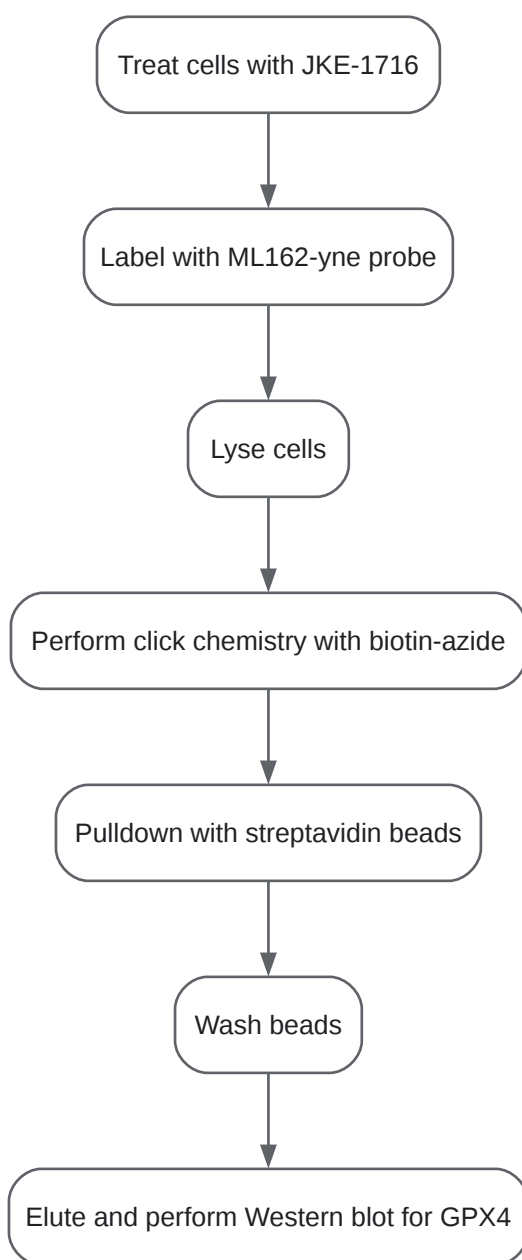 Treat cells with JKE-1716
Label with ML162-yne probe
Lyse cells
Perform click chemistry with biotin-azide
Pulldown with streptavidin beads
Wash beads
Elute and perform Western blot for GPX4